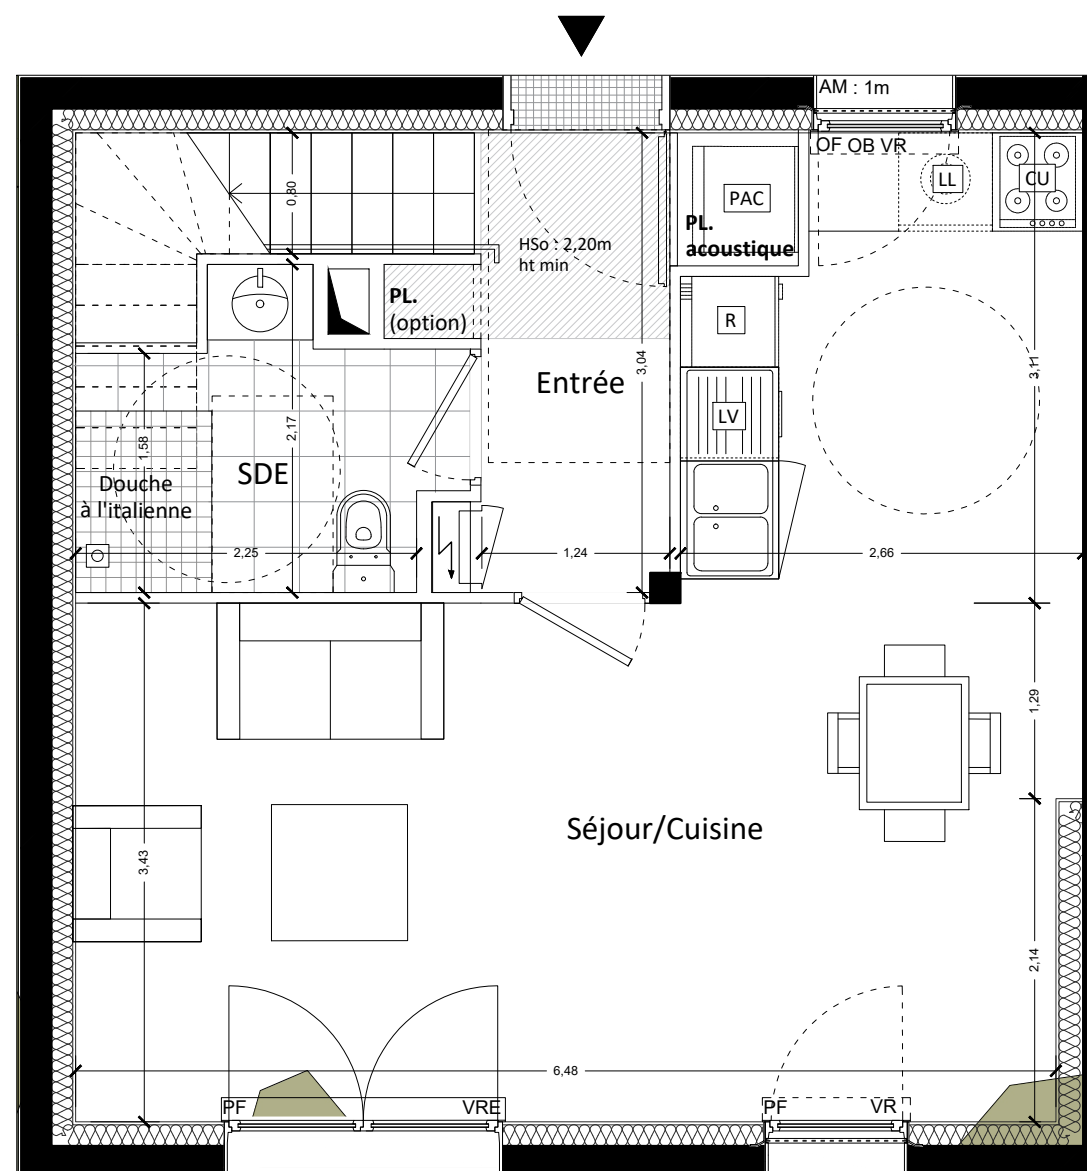 AM : 1m
OF OB VR
LL
CU
PAC
PL.
acoustique
0,80
HSo : 2,20m
ht min
PL.
(option)
R
3,04
3,11
Entrée
LV
1,58
2,17
SDE
Douche
à l'italienne
2,25
1,24
2,66
1,29
Séjour/Cuisine
3,43
2,14
6,48
PF
VRE
PF
VR